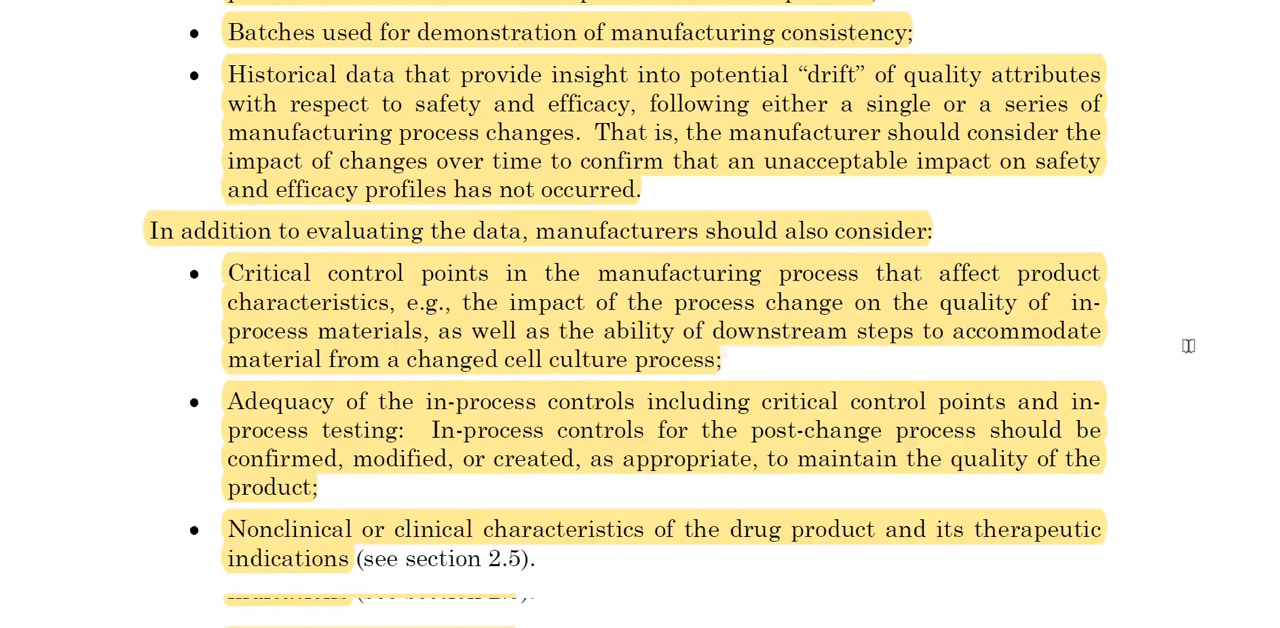 • Batches used for demonstration of manufacturing consistency;
• Historical data that provide insight into potential “drift” of quality attributes
with respect to safety and efficacy, following either a single or a series of
manufacturing process changes. That is, the manufacturer should consider the
impact of changes over time to confirm that an unacceptable impact on safety
and efficacy profiles has not occurred.
In addition to evaluating the data, manufacturers should also consider:
• Critical control points in the manufacturing process that affect product
characteristics, e.g., the impact of the process change on the quality of in-
process materials, as well as the ability of downstream steps to accommodate
material from a changed cell culture process;
• Adequacy of the in-process controls including critical control points and in-
process testing: In-process controls for the post-change process should be
confirmed, modified, or created, as appropriate, to maintain the quality of the
product;
• Nonclinical or clinical characteristics of the drug product and its therapeutic
indications (see section 2.5).